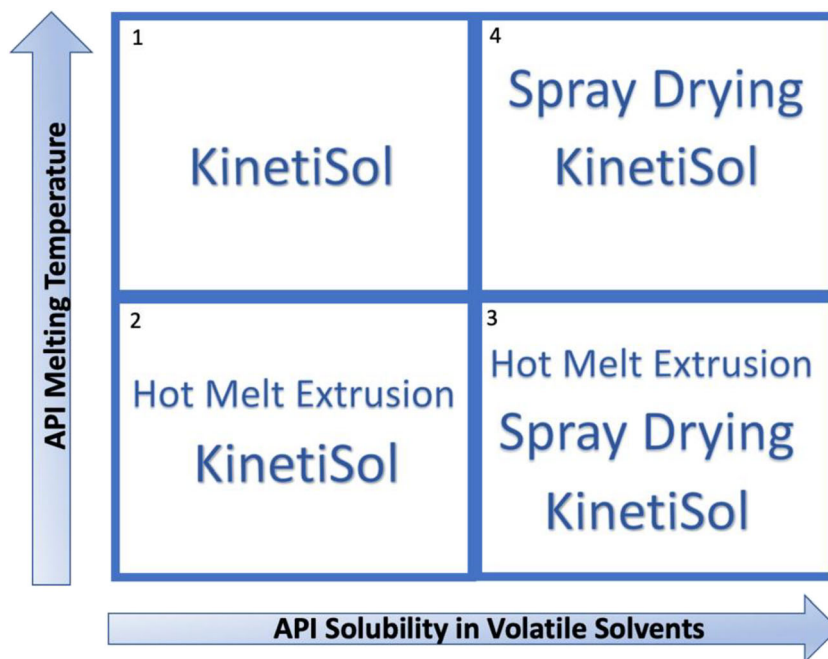 API Melting Temperature
1
KinetiSol
4
Spray Drying
KinetiSol
2
Hot Melt Extrusion
KinetiSol
3
Hot Melt Extrusion
Spray Drying
KinetiSol
API Solubility in Volatile Solvents